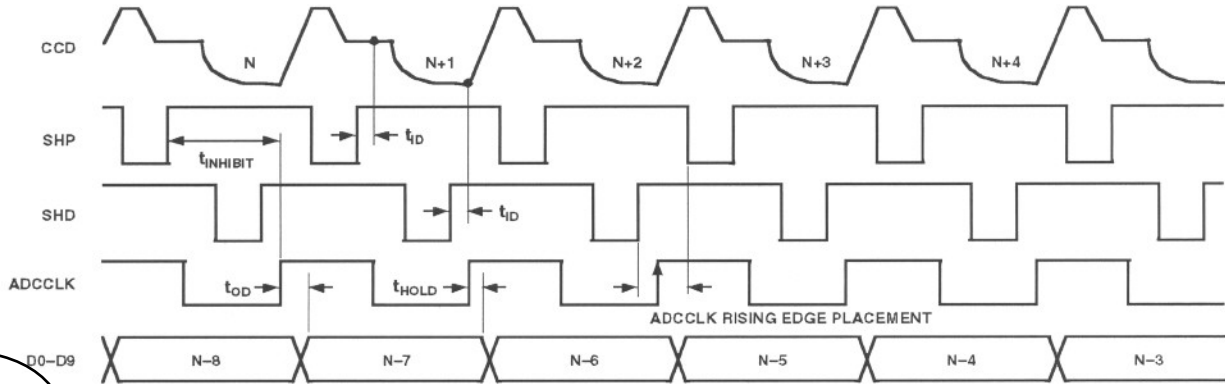 CCD
N
N+1
N+2
N+3
N+4
SHP
tINHIBIT
tID
SHD
tID
ADCCLK
tOD
tHOLD
ADCCLK RISING EDGE PLACEMENT
D0–D9
N–8
N–7
N–6
N–5
N–4
N–3